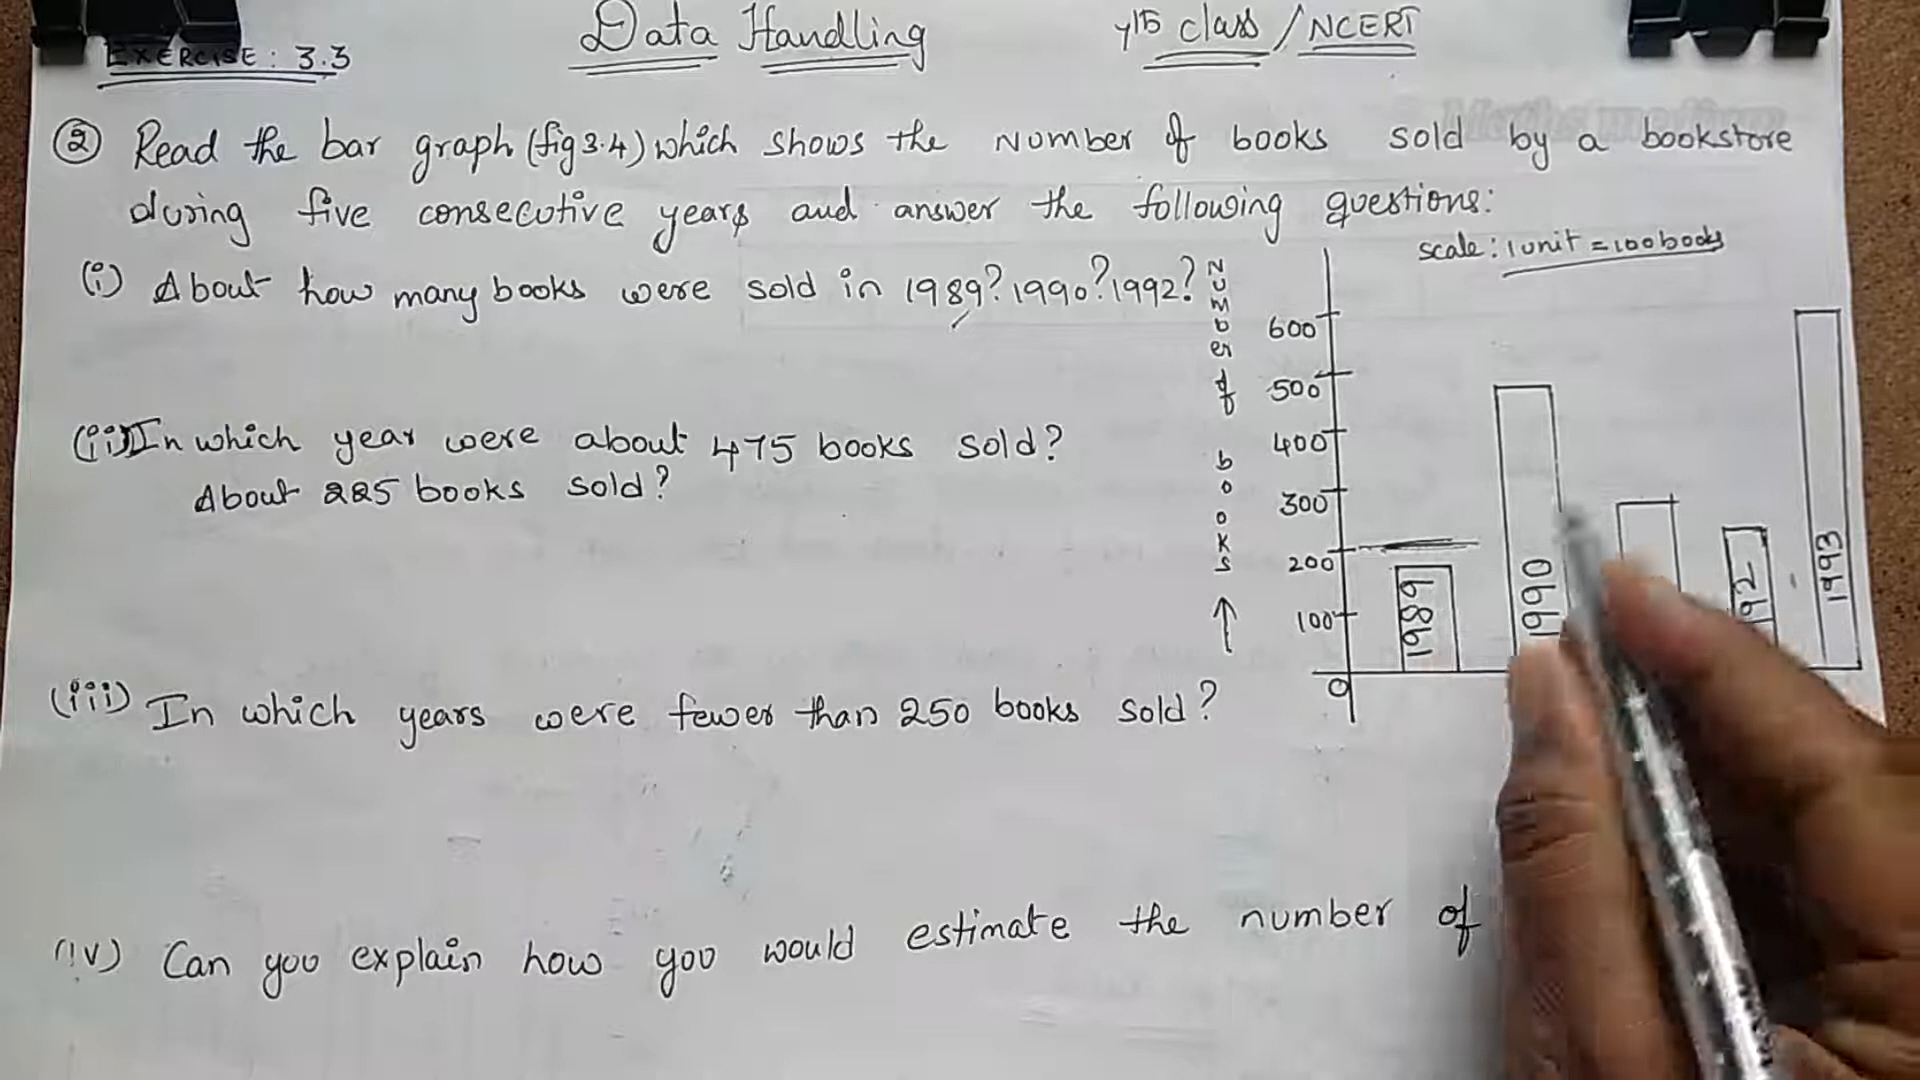 EXERCISE: 3.3
Data Handling
7th class / NCERT
② Read the bar graph (fig 3.4) which shows the Number of books sold by a bookstore
during five consecutive years and answer the following questions:
scale: 1 unit = 100 books
(i) About how many books were sold in 1989? 1990? 1992?
(ii) In which year were about 475 books sold?
About 225 books sold?
(iii) In which years were fewer than 250 books sold?
(iv) Can you explain how you would estimate the number of
Number of books
600
500
400
300
200
100
0
1989
1990
1993